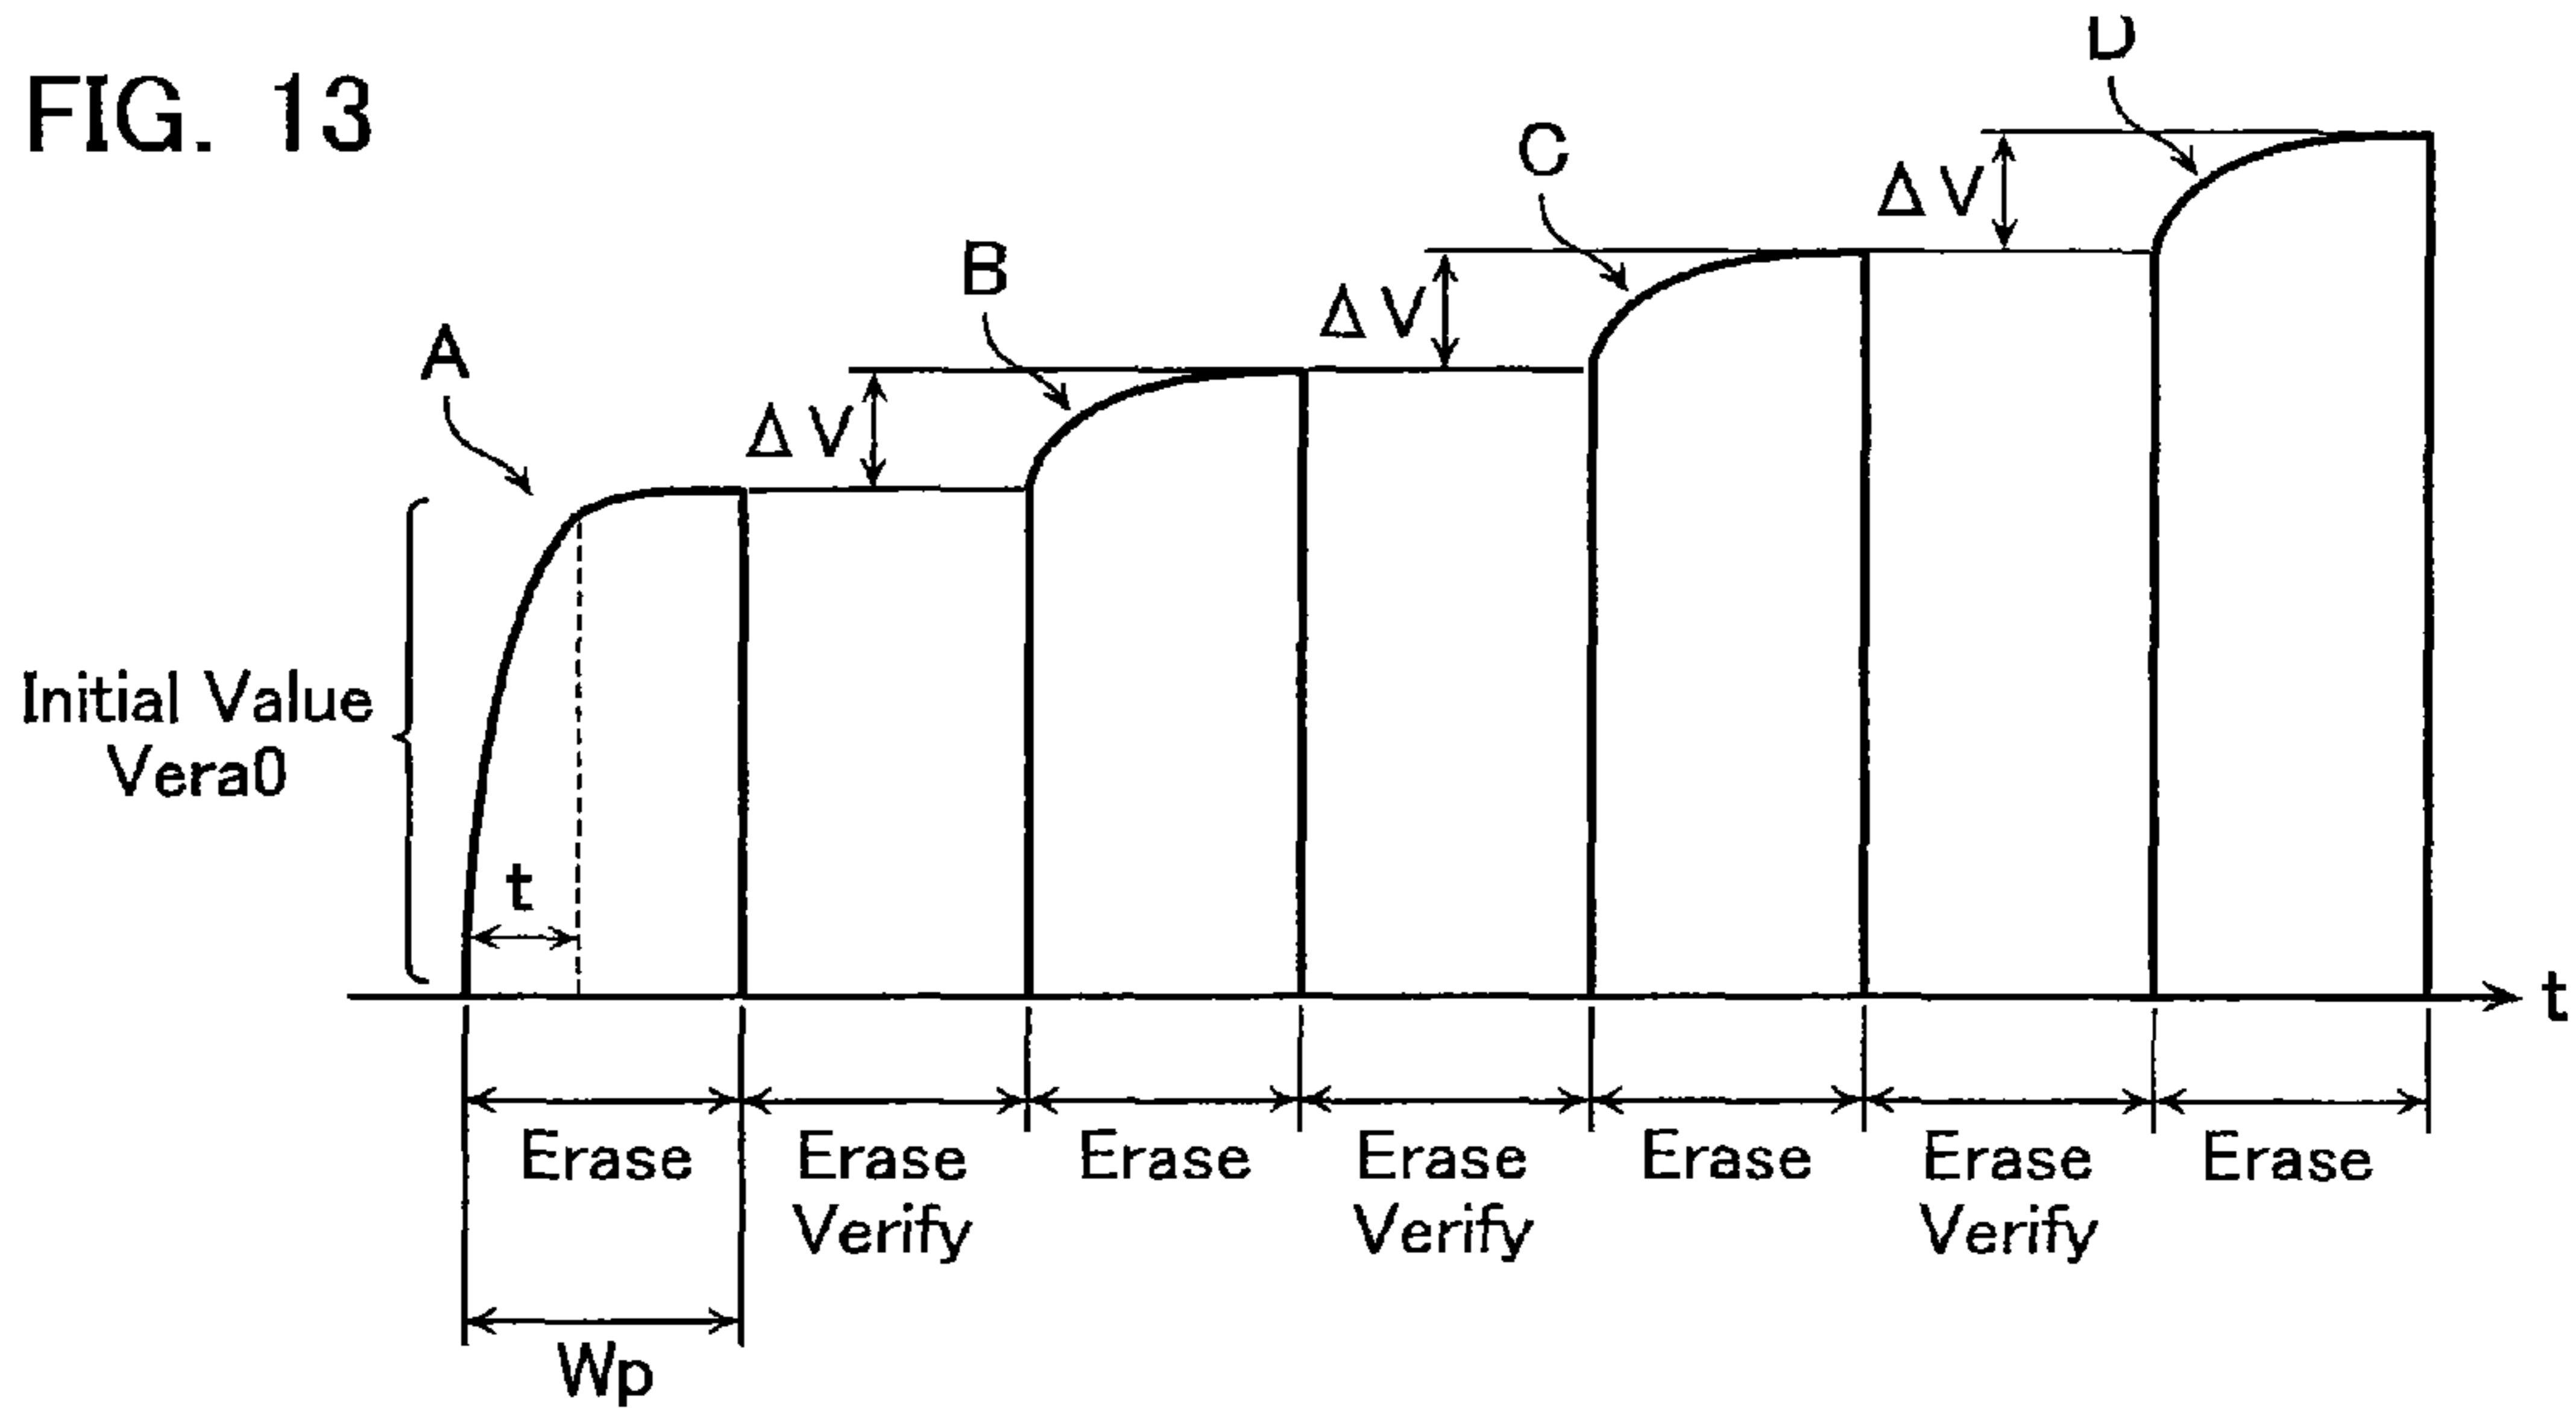 FIG. 13
D
C
ΔV
B
ΔV
A
ΔV
Initial Value
Vera0
t
t
Erase
Erase
Verify
Erase
Erase
Verify
Erase
Erase
Verify
Erase
Wp